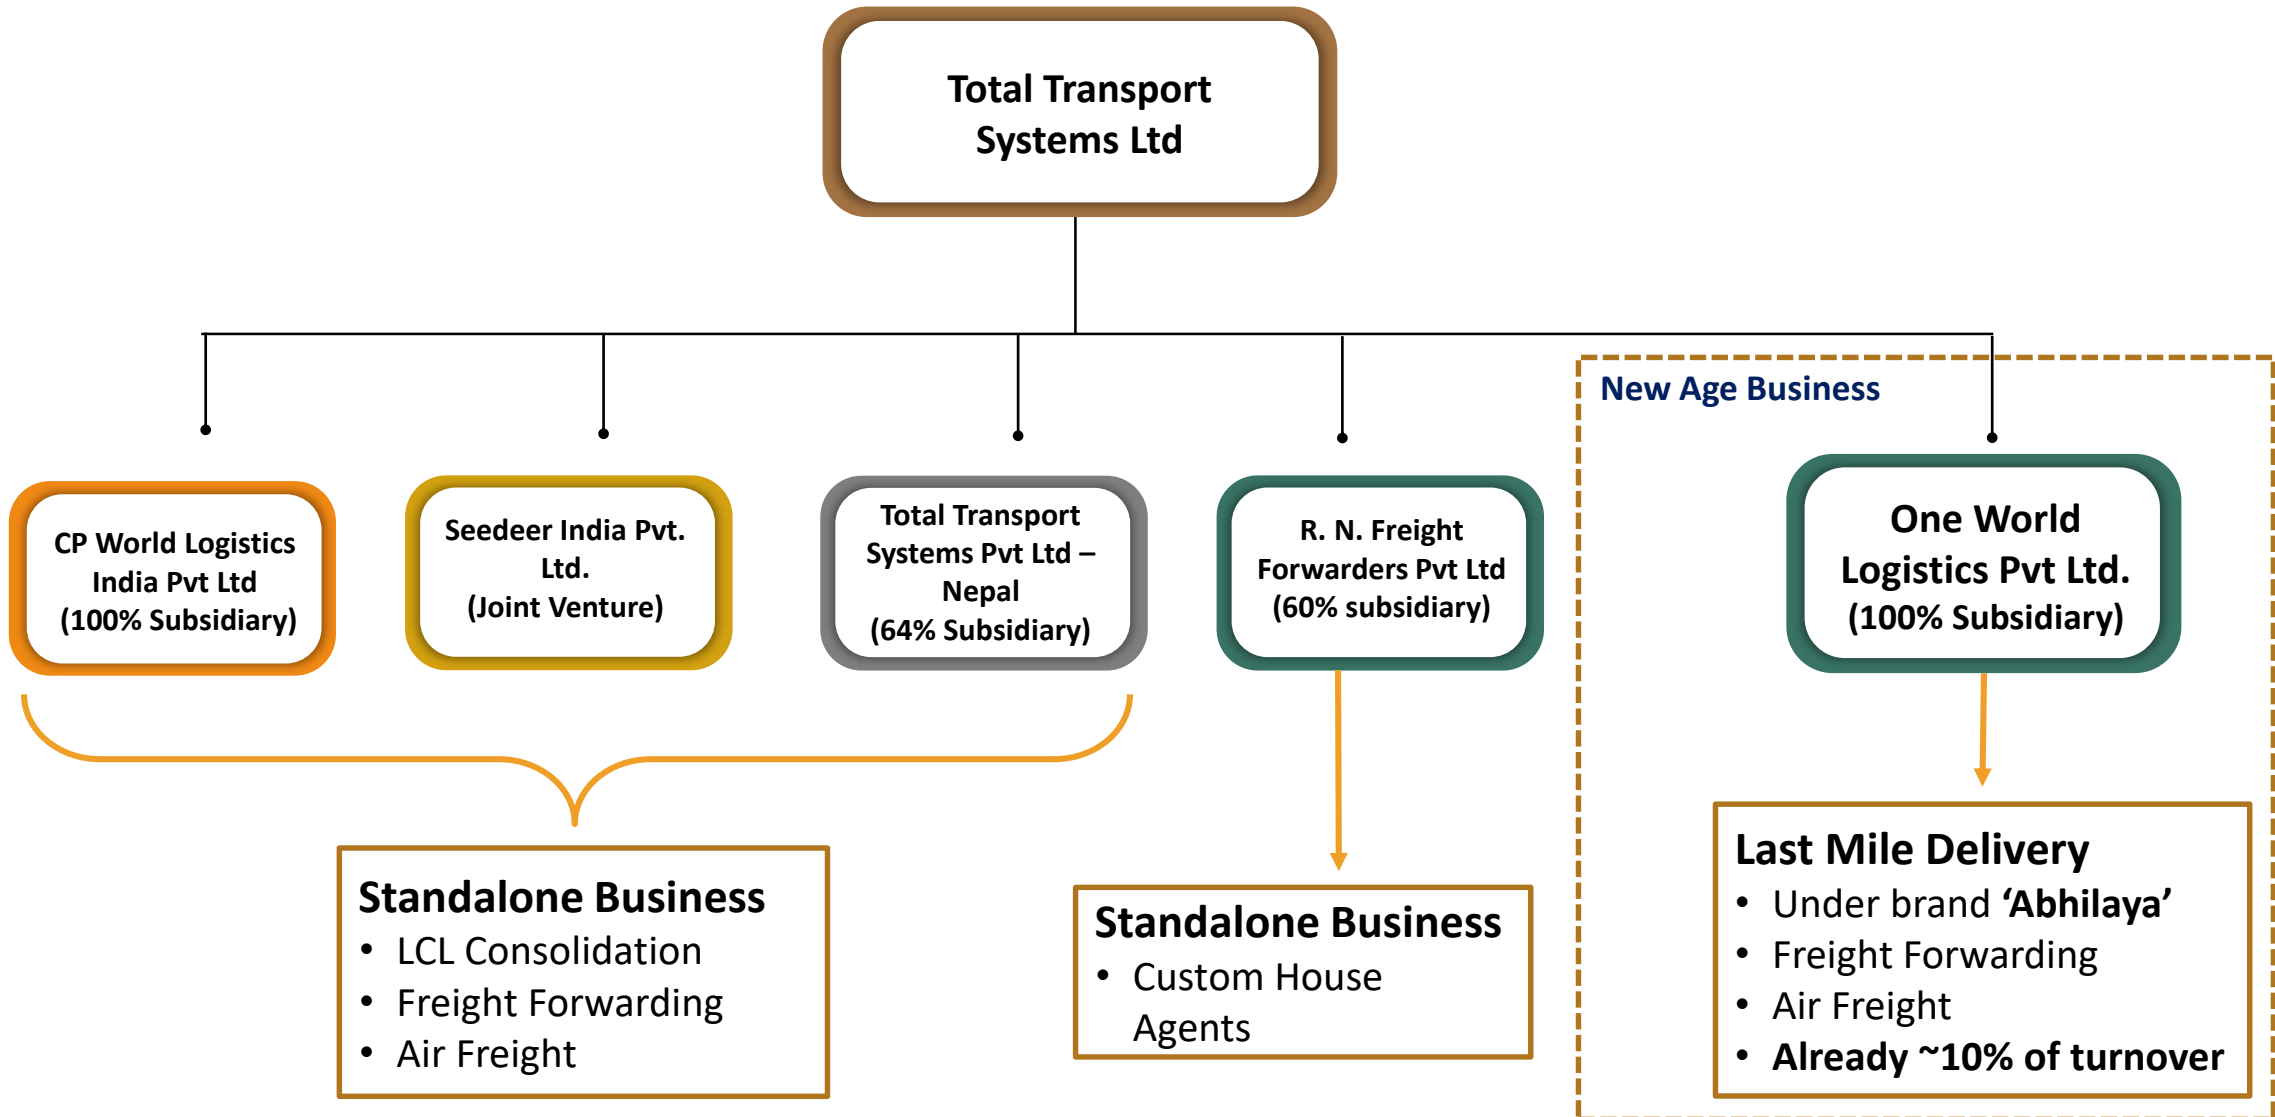 Total Transport
Systems Ltd
New Age Business
CP World Logistics
India Pvt Ltd
(100% Subsidiary)
Seedeer India Pvt.
Ltd.
(Joint Venture)
Total Transport
Systems Pvt Ltd –
Nepal
(64% Subsidiary)
R. N. Freight
Forwarders Pvt Ltd
(60% subsidiary)
One World
Logistics Pvt Ltd.
(100% Subsidiary)
Standalone Business
• LCL Consolidation
• Freight Forwarding
• Air Freight
Standalone Business
• Custom House
Agents
Last Mile Delivery
• Under brand ‘Abhilaya’
• Freight Forwarding
• Air Freight
• Already ~10% of turnover